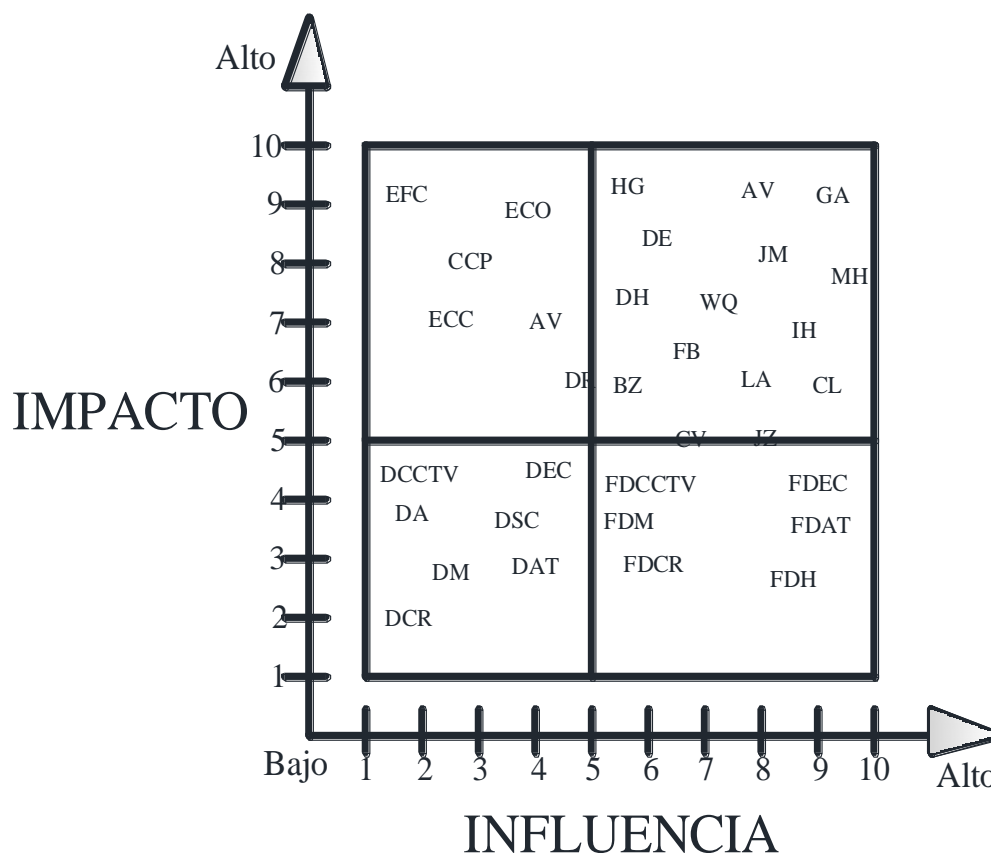 Alto
10
HG
EFC
AV
GA
9
ECO
DE
JM
8
CCP
MH
DH
WQ
7
ECC
AV
IH
FB
6
DR
BZ
LA
CL
IMPACTO
5
CV
JZ
DCCTV
DEC
FDCCTV
FDEC
4
DA
DSC
FDM
FDAT
3
DM
DAT
FDCR
FDH
2
DCR
1
Bajo
1 2 3 4 5 6 7 8 9 10
Alto
INFLUENCIA